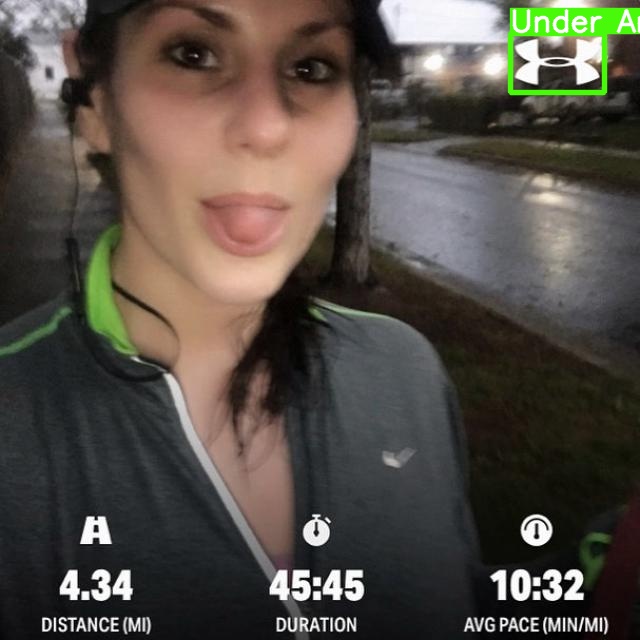 Under Ar
4.34
45:45
10:32
DISTANCE (MI)
DURATION
AVG PACE (MIN/MI)